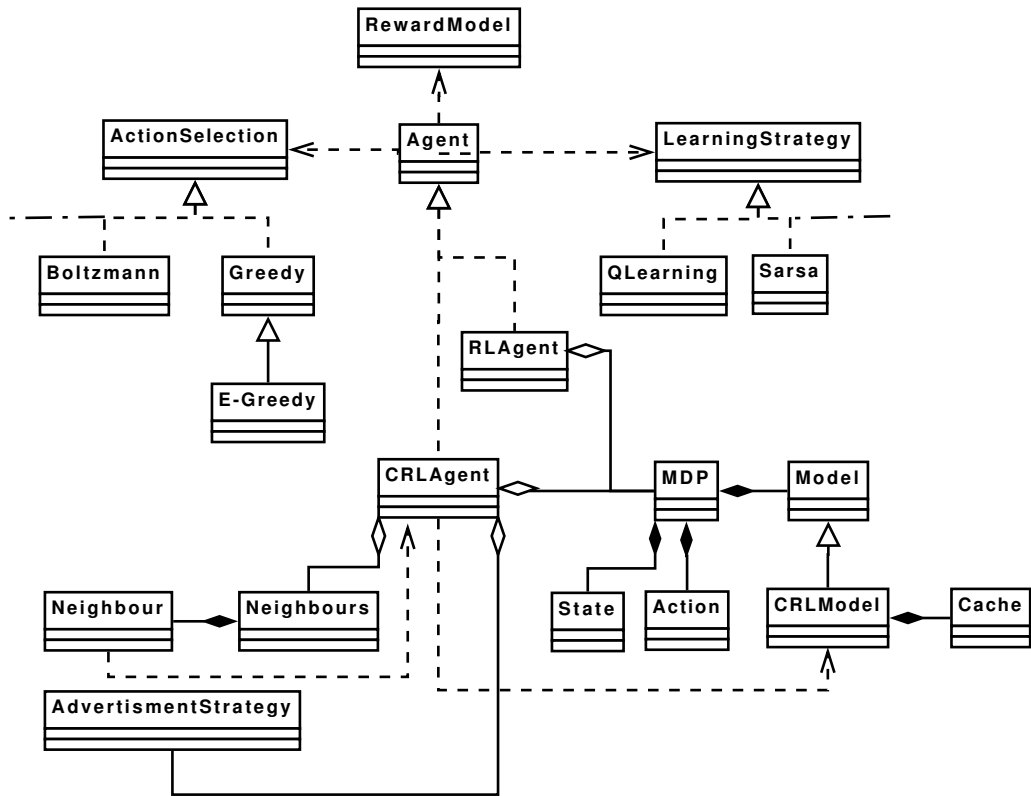 RewardModel
ActionSelection
Agent
LearningStrategy
Boltzmann
Greedy
QLearning
Sarsa
RLAgent
E-Greedy
CRLAgent
MDP
Model
Neighbour
Neighbours
State
Action
CRLModel
Cache
AdvertismentStrategy